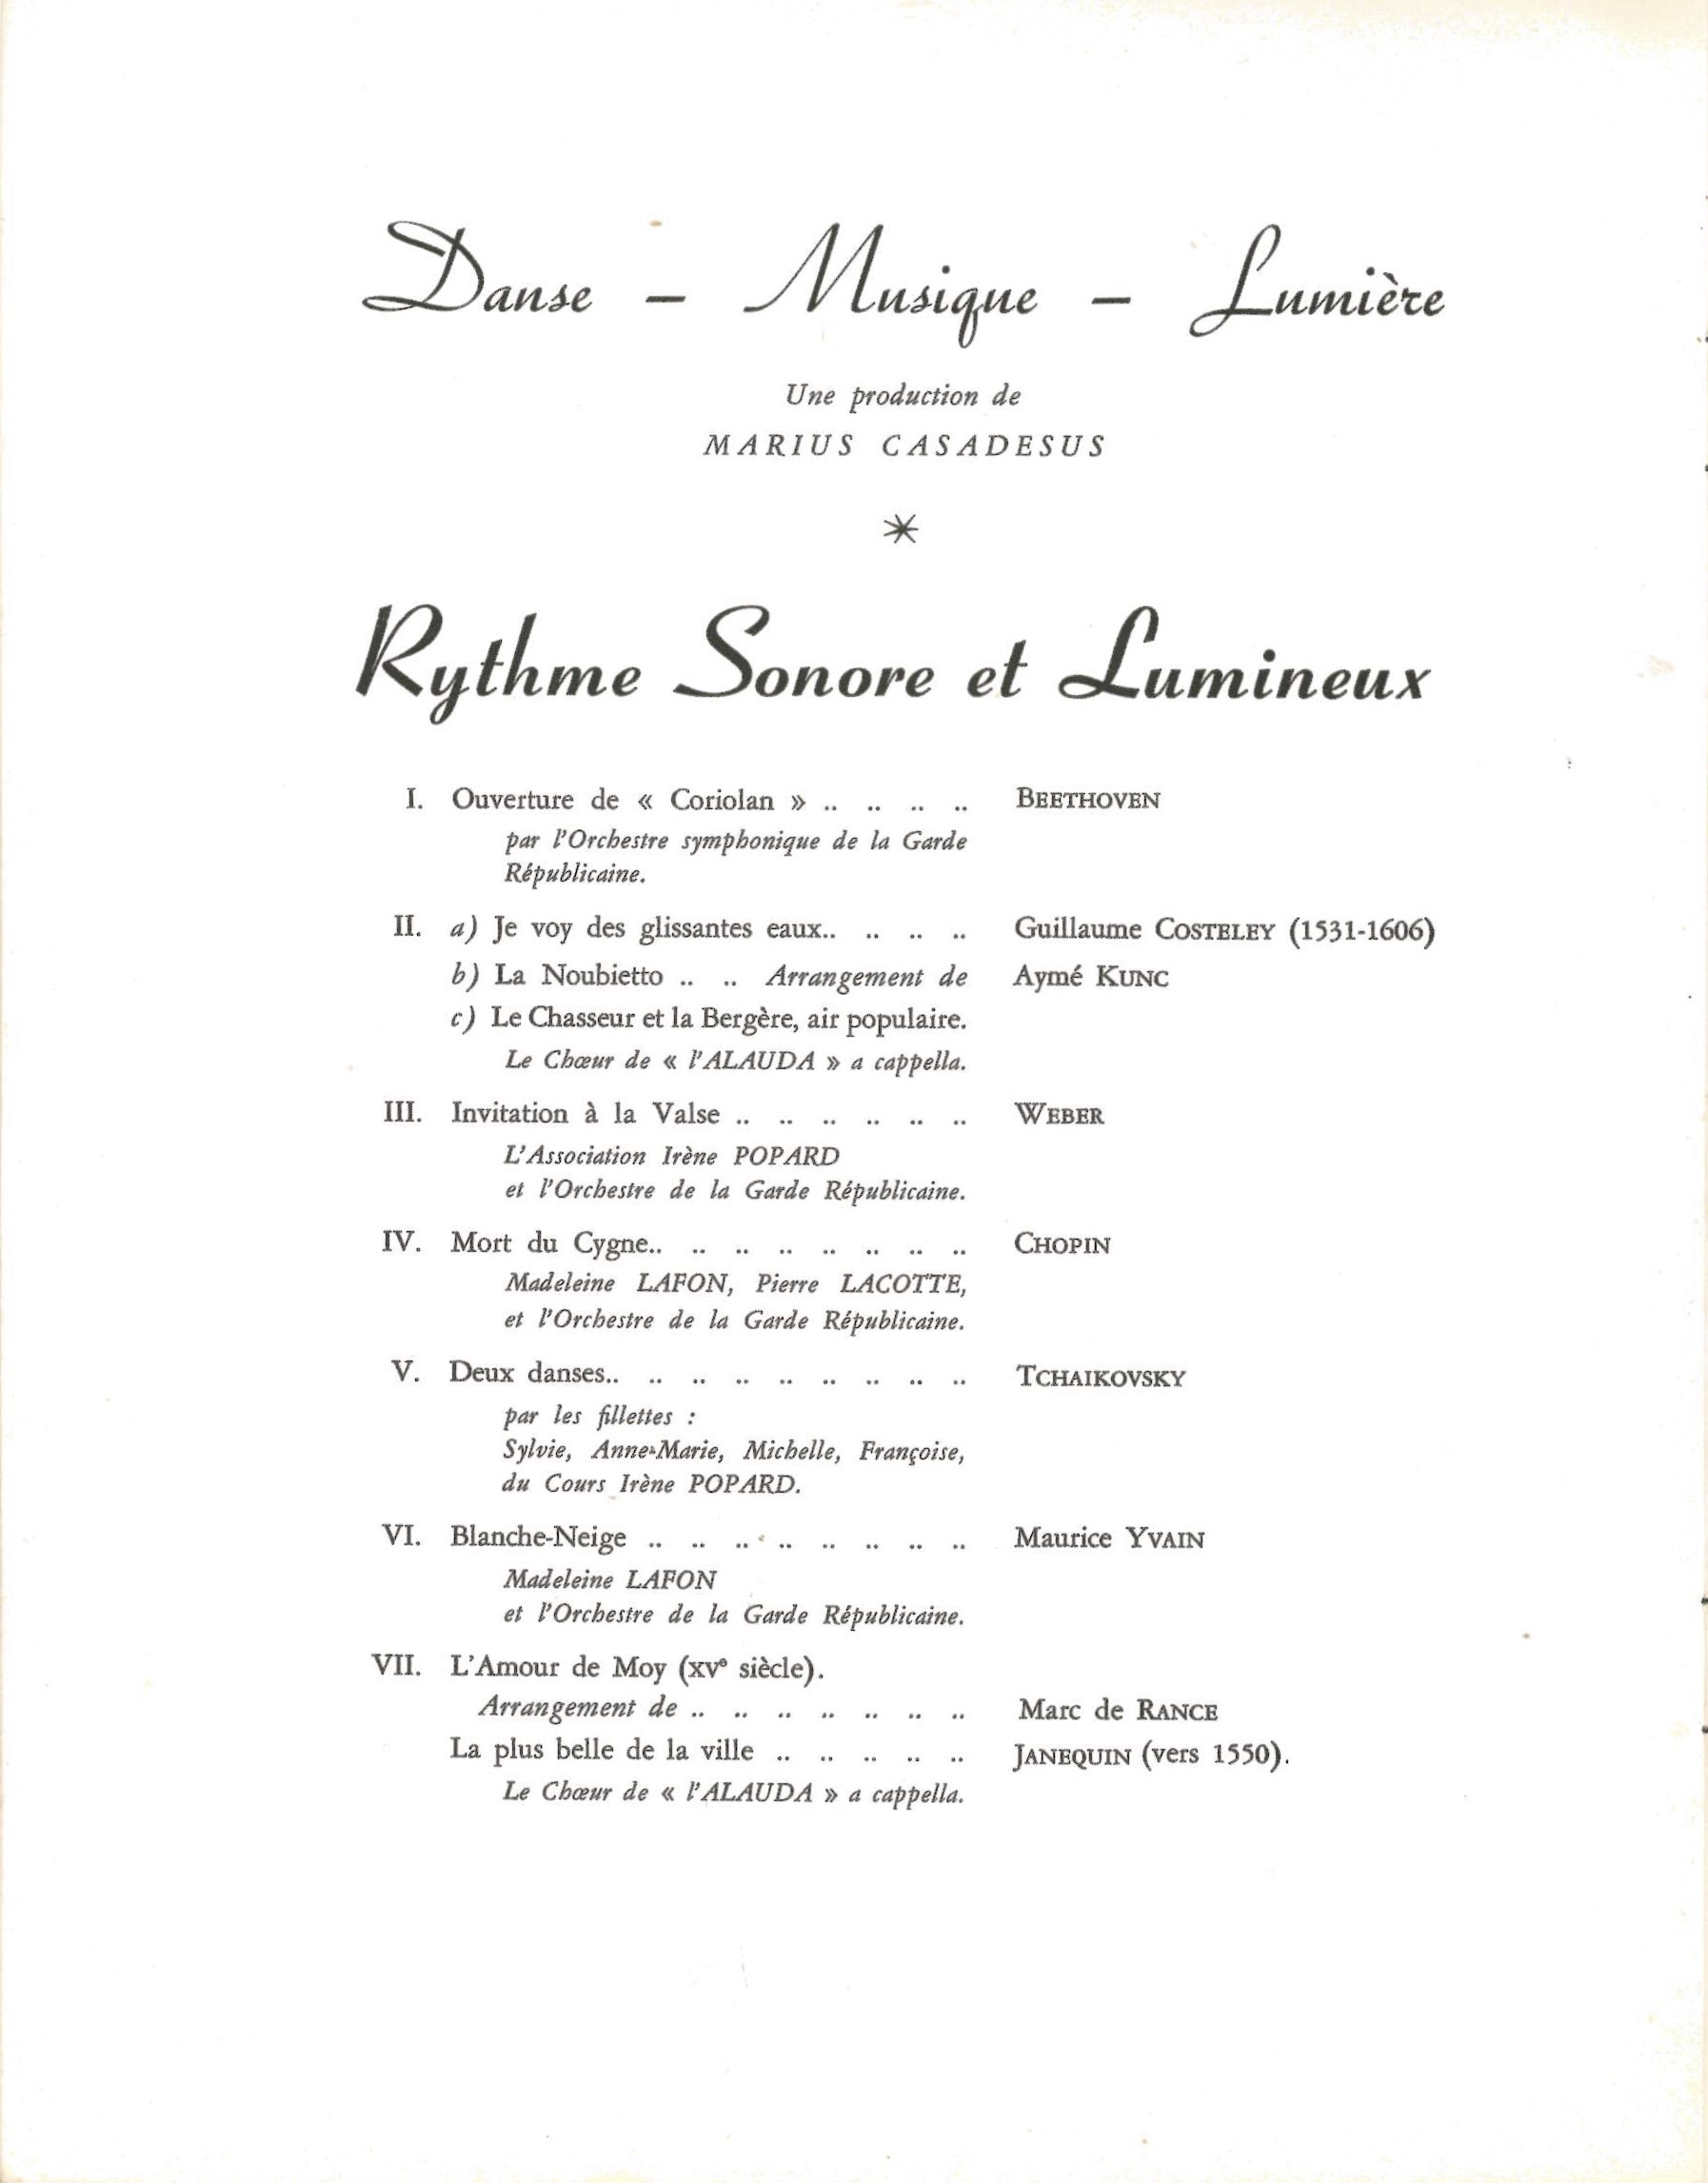 Danse – Musique – Lumière
Une production de
MARIUS CASADESUS
*
Rythme Sonore et Lumineux
I. Ouverture de « Coriolan » .. .. .. .. BEETHOVEN
par l'Orchestre symphonique de la Garde
Républicaine.
II. a) Je voy des glissantes eaux.. .. .. .. Guillaume COSTELEY (1531-1606)
b) La Noubietto .. .. Arrangement de Aymé KUNC
c) Le Chasseur et la Bergère, air populaire.
Le Chœur de « l'ALAUDA » a cappella.
III. Invitation à la Valse .. .. .. .. .. .. WEBER
L'Association Irène POPARD
et l'Orchestre de la Garde Républicaine.
IV. Mort du Cygne.. .. .. .. .. .. .. .. CHOPIN
Madeleine LAFON, Pierre LACOTTE,
et l'Orchestre de la Garde Républicaine.
V. Deux danses.. .. .. .. .. .. .. .. .. TCHAIKOVSKY
par les fillettes :
Sylvie, Anne-Marie, Michelle, Françoise,
du Cours Irène POPARD.
VI. Blanche-Neige .. .. .. .. .. .. .. .. Maurice YVAIN
Madeleine LAFON
et l'Orchestre de la Garde Républicaine.
VII. L'Amour de Moy (XVe siècle).
Arrangement de .. .. .. .. .. .. .. Marc de RANCE
La plus belle de la ville .. .. .. .. .. JANEQUIN (vers 1550).
Le Chœur de « l'ALAUDA » a cappella.